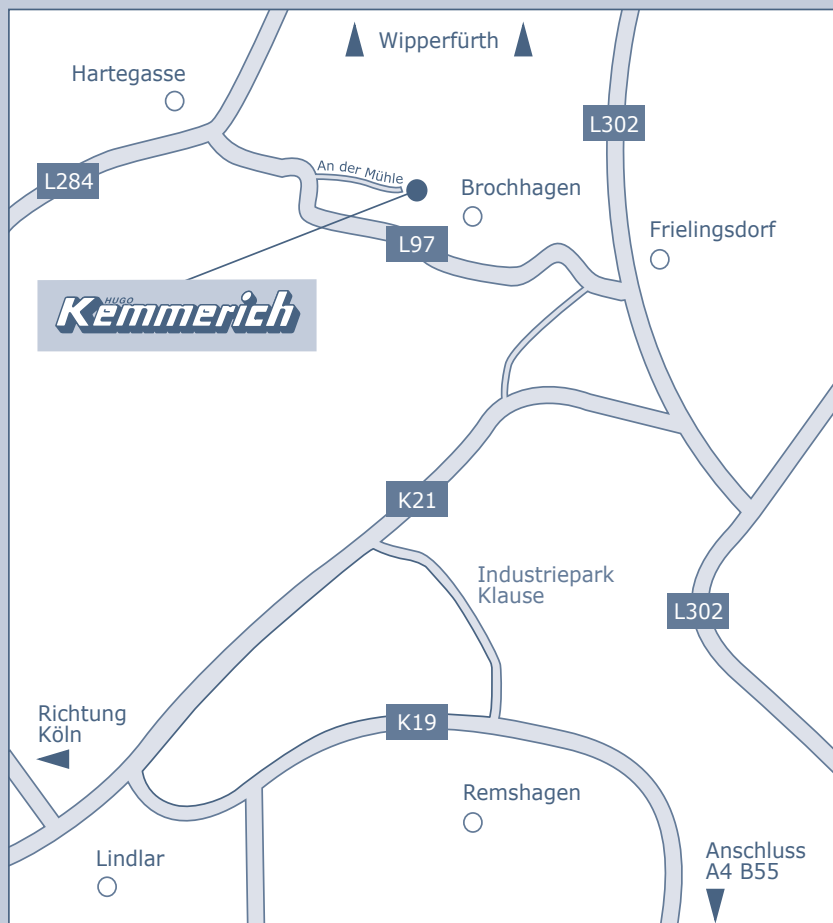 Wipperfürth
Hartegasse
L302
An der Mühle
L284
Brochhagen
Frielingsdorf
L97
HUGO
Kemmerich
K21
Industriepark
Klause
L302
Richtung
Köln
K19
Remshagen
Lindlar
Anschluss
A4 B55